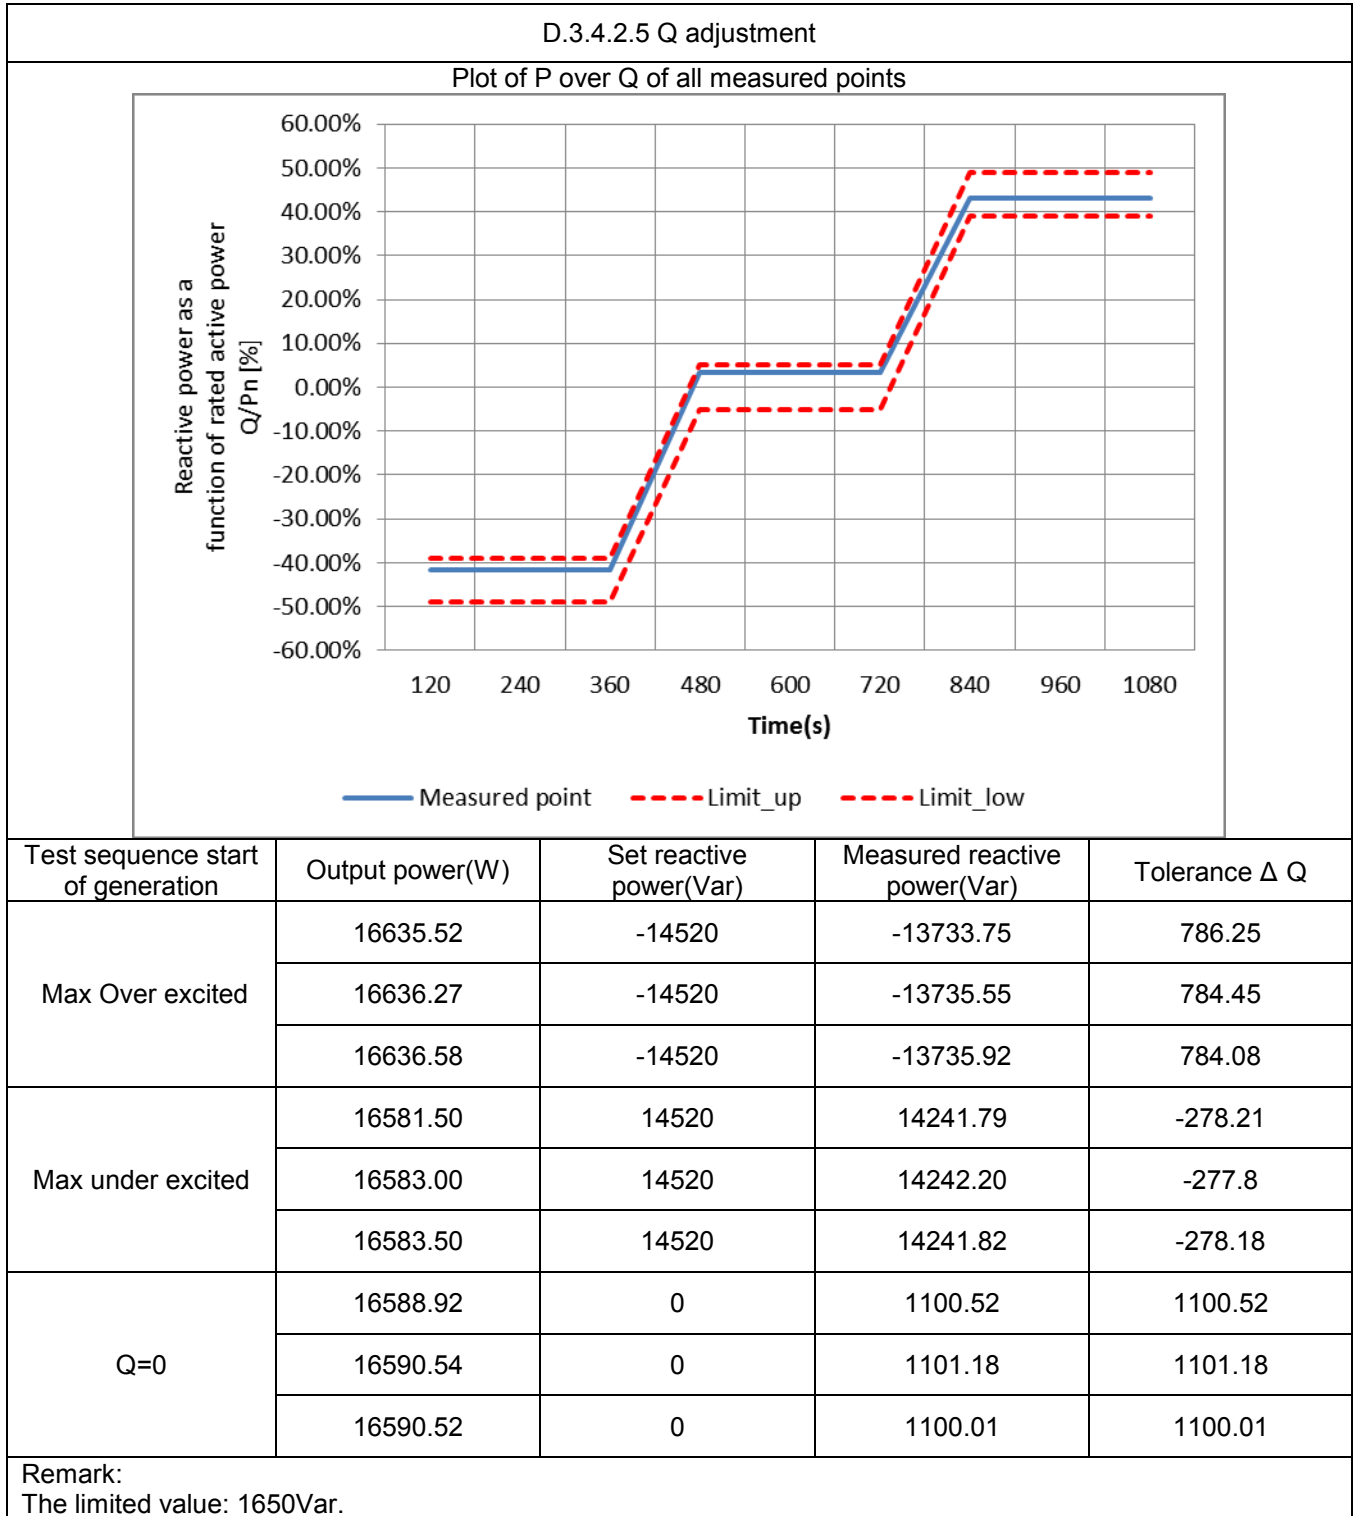 D.3.4.2.5 Q adjustment
Plot of P over Q of all measured points
Reactive power as a
function of rated active power
Q/Pn [%]
60.00%
50.00%
40.00%
30.00%
20.00%
10.00%
0.00%
-10.00%
-20.00%
-30.00%
-40.00%
-50.00%
-60.00%
120 240 360 480 600 720 840 960 1080
Time(s)
Measured point Limit_up Limit_low
Test sequence start
of generation
Output power(W)
Set reactive
power(Var)
Measured reactive
power(Var)
Tolerance Δ Q
Max Over excited
16635.52 -14520 -13733.75 786.25
16636.27 -14520 -13735.55 784.45
16636.58 -14520 -13735.92 784.08
Max under excited
16581.50 14520 14241.79 -278.21
16583.00 14520 14242.20 -277.8
16583.50 14520 14241.82 -278.18
Q=0
16588.92 0 1100.52 1100.52
16590.54 0 1101.18 1101.18
16590.52 0 1100.01 1100.01
Remark:
The limited value: 1650Var.